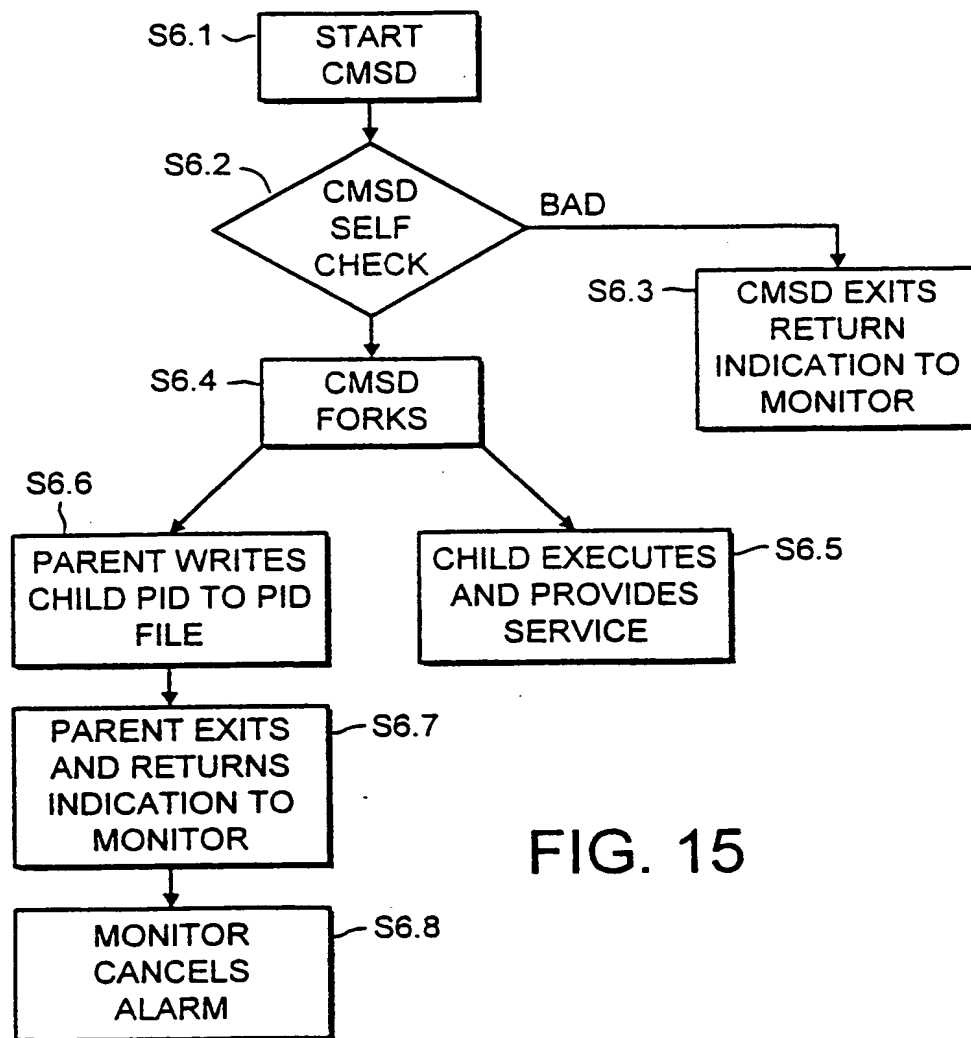 S6.1
START
CMSD
S6.2
CMSD
SELF
CHECK
BAD
S6.3
CMSD EXITS
RETURN
INDICATION TO
MONITOR
S6.4
CMSD
FORKS
S6.6
PARENT WRITES
CHILD PID TO PID
FILE
CHILD EXECUTES
AND PROVIDES
SERVICE
S6.5
PARENT EXITS
AND RETURNS
INDICATION TO
MONITOR
S6.7
MONITOR
CANCELS
ALARM
S6.8
FIG. 15